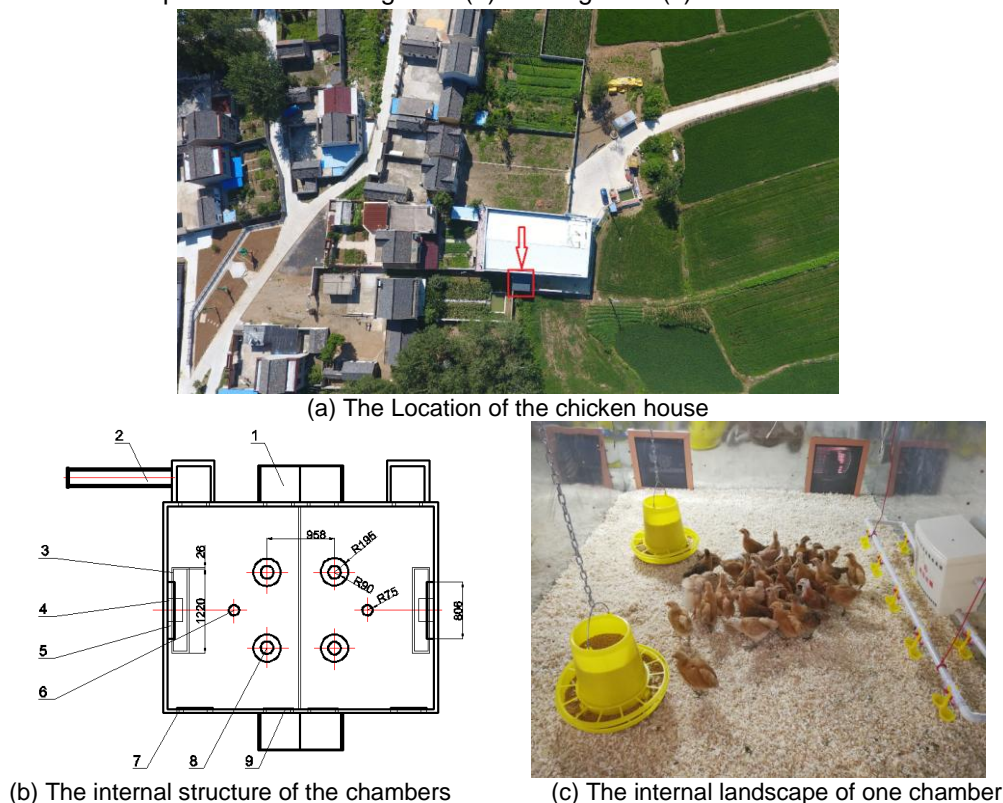 (a) The Location of the chicken house
2
1
958
R195
3
26
R90
R75
4
1220
806
5
6
7
8
9
(b) The internal structure of the chambers
(c) The internal landscape of one chamber